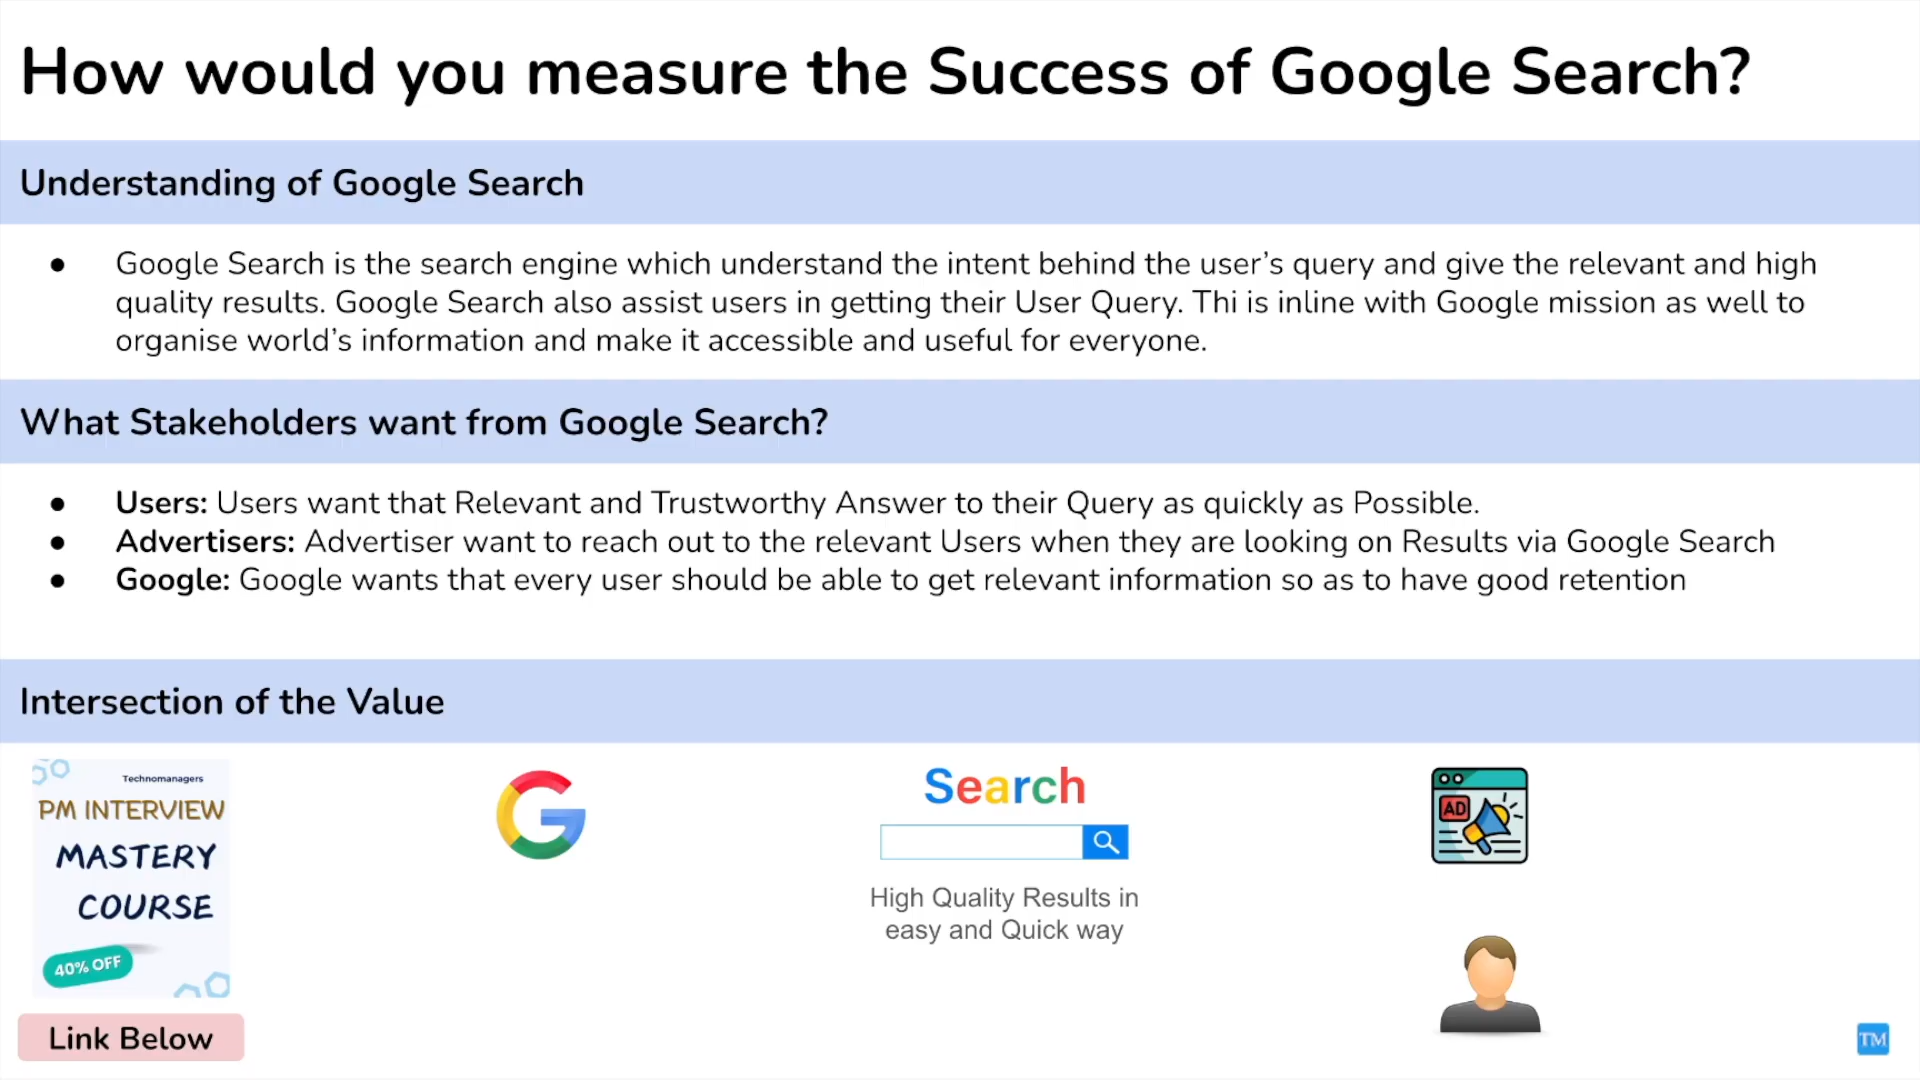 How would you measure the Success of Google Search?
Understanding of Google Search
● Google Search is the search engine which understand the intent behind the user’s query and give the relevant and high
quality results. Google Search also assist users in getting their User Query. Thi is inline with Google mission as well to
organise world’s information and make it accessible and useful for everyone.
What Stakeholders want from Google Search?
● Users: Users want that Relevant and Trustworthy Answer to their Query as quickly as Possible.
● Advertisers: Advertiser want to reach out to the relevant Users when they are looking on Results via Google Search
● Google: Google wants that every user should be able to get relevant information so as to have good retention
Intersection of the Value
Technomanagers
PM INTERVIEW
MASTERY
COURSE
40% OFF
Link Below
Search
High Quality Results in
easy and Quick way
AD
TM